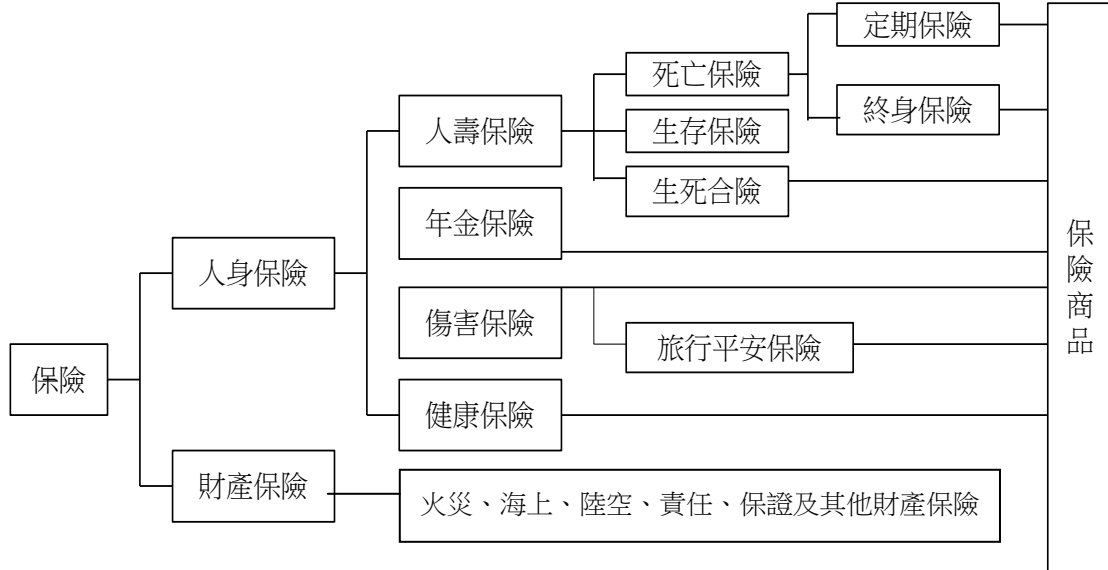 定期保險
死亡保險
終身保險
人壽保險
生存保險
生死合險
年金保險
人身保險
傷害保險
旅行平安保險
保險
健康保險
財產保險
火災、海上、陸空、責任、保證及其他財產保險
保險商品